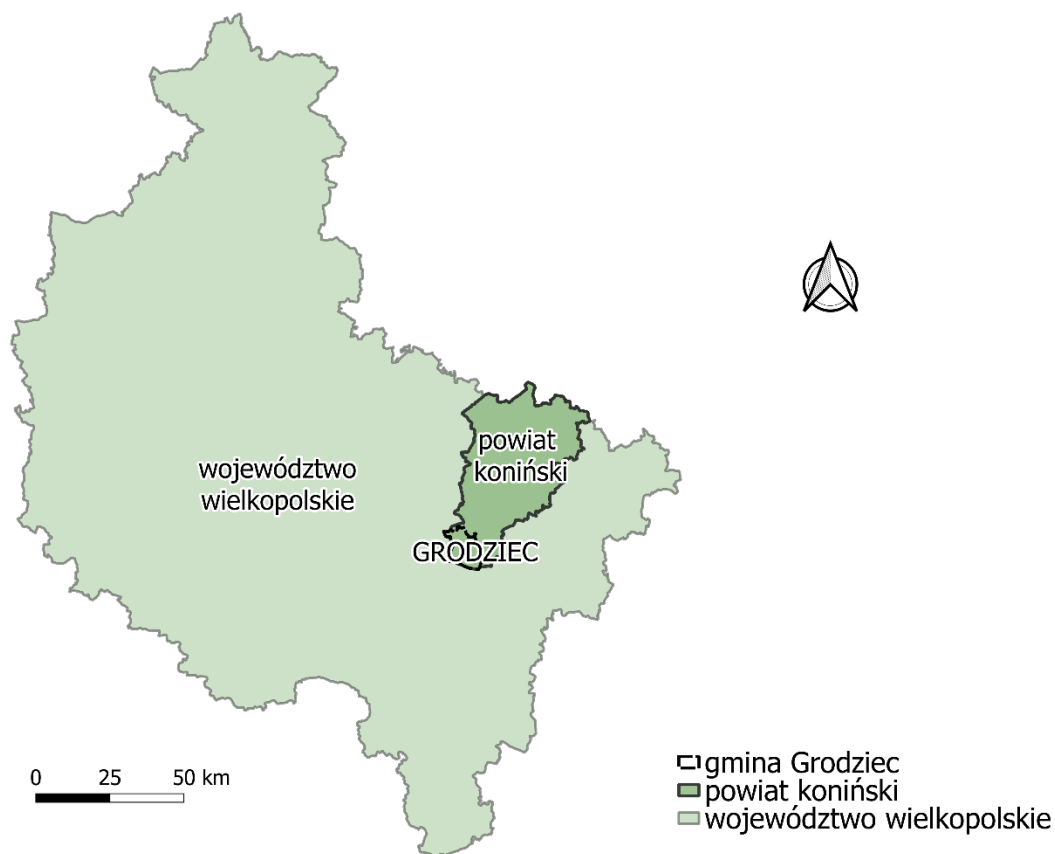 powiat
koniński
województwo
wielkopolskie
GRODZIEC
0 25 50 km
gmina Grodziec
powiat koniński
województwo wielkopolskie